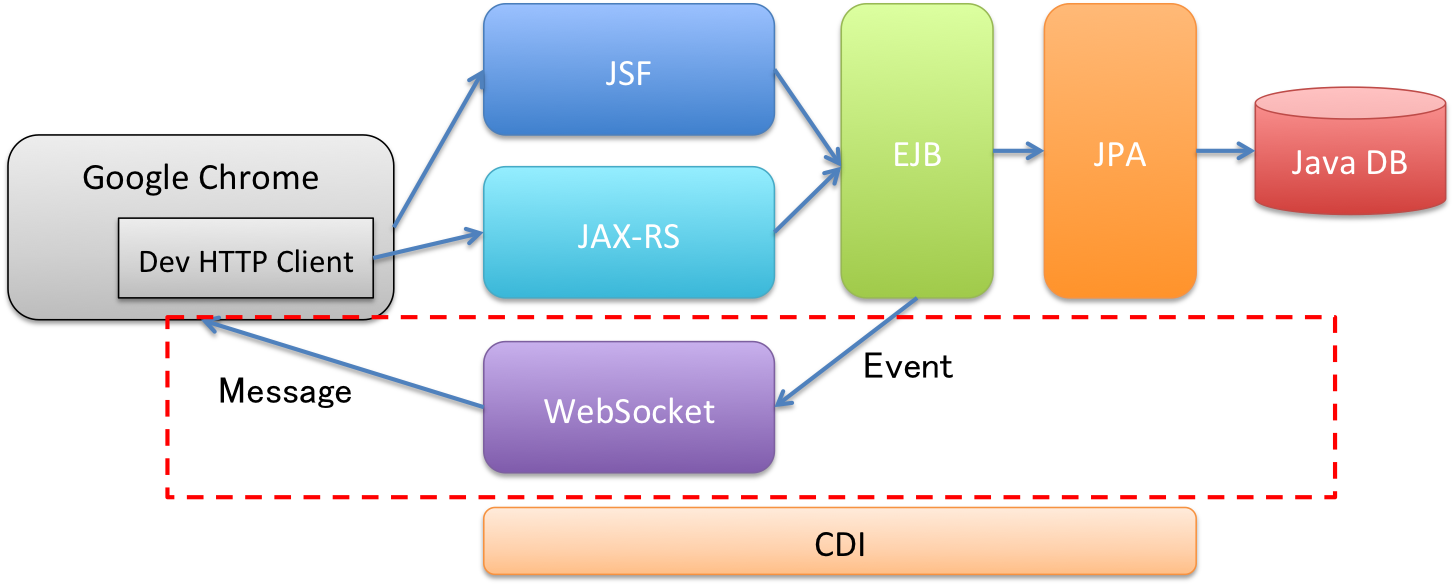 JSF
Google Chrome
Dev HTTP Client
JAX-RS
EJB
JPA
Java DB
Event
Message
WebSocket
CDI